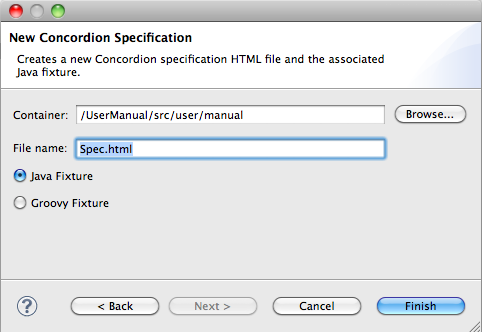 New Concordion Specification
Creates a new Concordion specification HTML file and the associated
Java fixture.
Container: /UserManual/src/user/manual Browse...
File name: Spec.html
Java Fixture
Groovy Fixture
? < Back Next > Cancel Finish